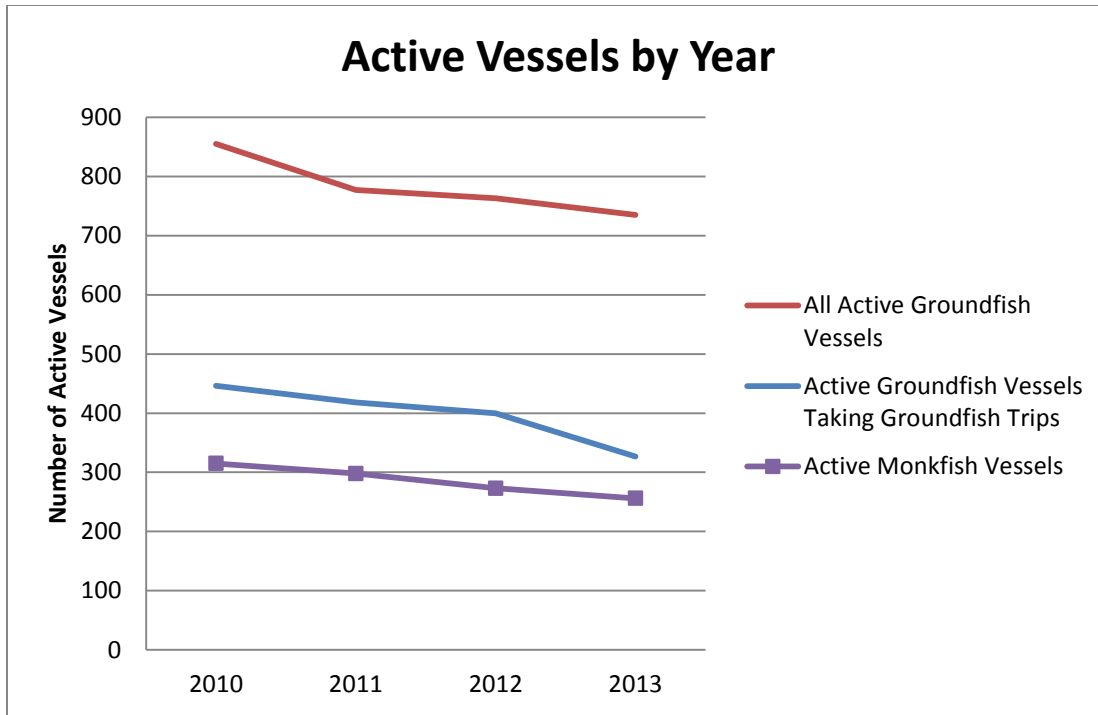 Active Vessels by Year
900
800
700
600
500
400
300
200
100
0
Number of Active Vessels
2010 2011 2012 2013
All Active Groundfish
Vessels
Active Groundfish Vessels
Taking Groundfish Trips
Active Monkfish Vessels